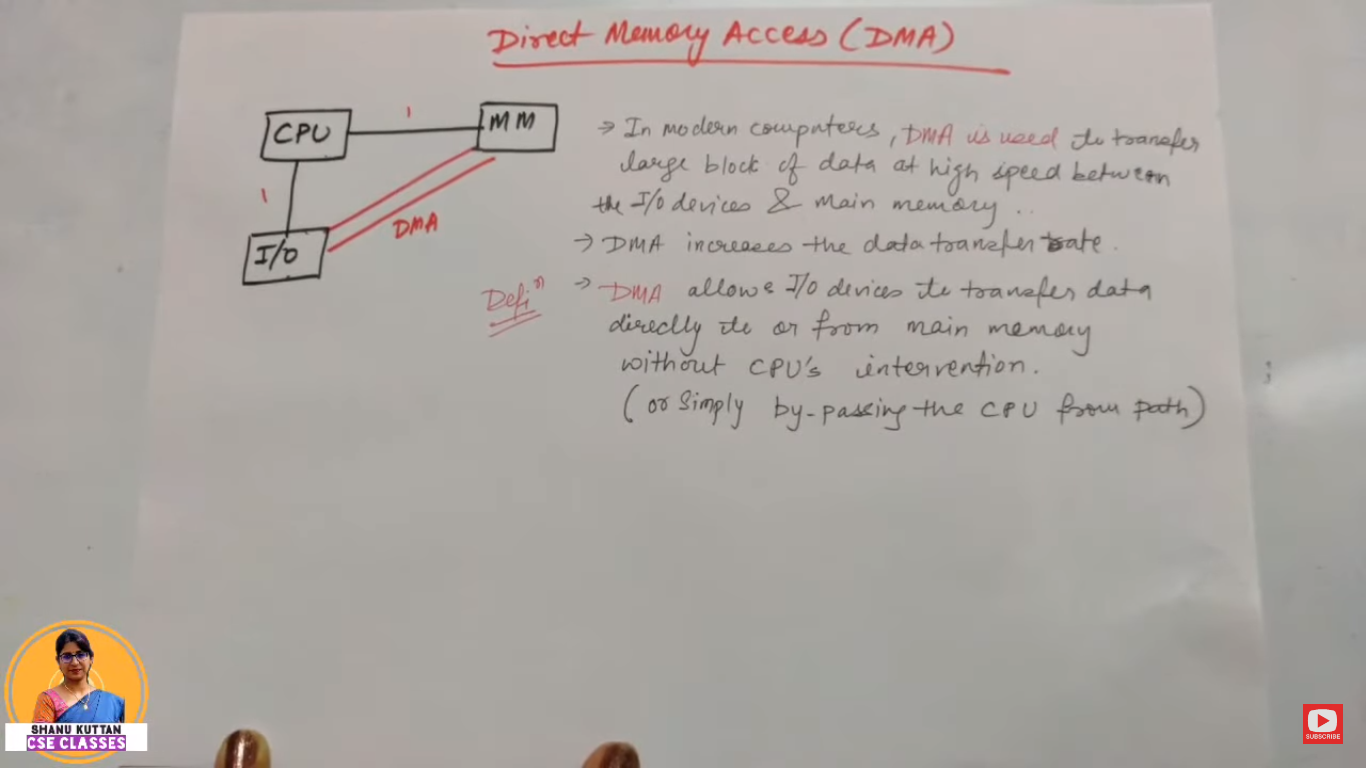 Direct Memory Access (DMA)
CPU
1
MM
1
I/O
DMA
→ In modern computers, DMA is used to transfer
large block of data at high speed between
the I/O devices & main memory..
→ DMA increases the data transfer rate.
Defiⁿ → DMA allows I/O devices to transfer data
directly to or from main memory
without CPU's intervention.
(or simply by-passing the CPU from path)
SHANU KUTTAN
CSE CLASSES
SUBSCRIBE